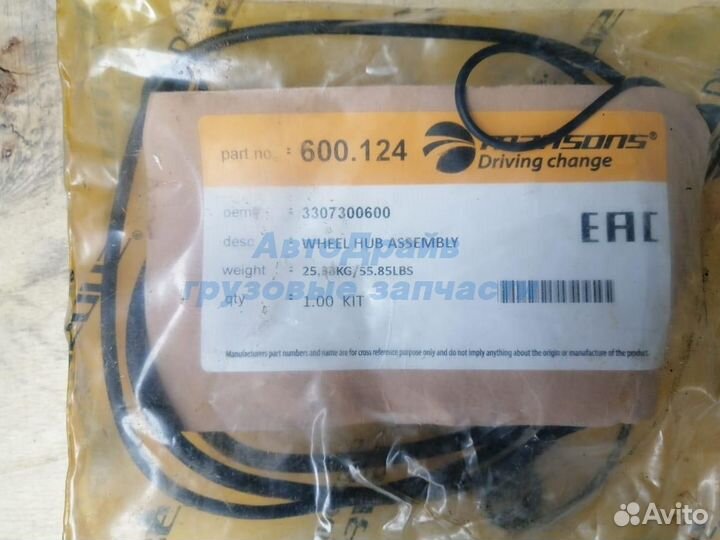 part no. : 600.124
mansons®
Driving change
oem# : 3307300600
desc : WHEEL HUB ASSEMBLY
EAC
АвтоДрайв
weight : KG/55.85LBS
грузовые запчасти
qty : 1.00 KIT
Manufacturers part numbers and name are for cross reference purpose only and do not imply anything about the origin or manufacture of the product.
Avito